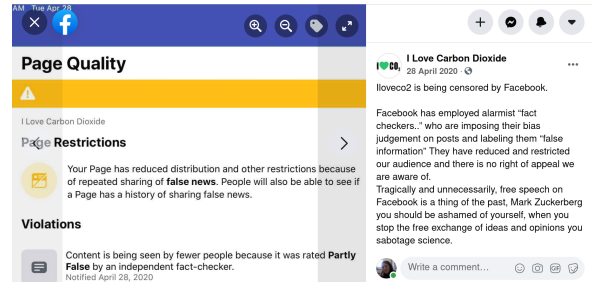 AM Tue Apr 28
Page Quality
I Love Carbon Dioxide
Page Restrictions
Your Page has reduced distribution and other restrictions because
of repeated sharing of false news. People will also be able to see if
a Page has a history of sharing false news.
Violations
Content is being seen by fewer people because it was rated Partly
False by an independent fact-checker.
Notified April 28, 2020
I CO₂
I Love Carbon Dioxide
28 April 2020 ·
Iloveco2 is being censored by Facebook.
Facebook has employed alarmist “fact
checkers..” who are imposing their bias
judgement on posts and labeling them “false
information” They have reduced and restricted
our audience and there is no right of appeal we
are aware of.
Tragically and unnecessarily, free speech on
Facebook is a thing of the past, Mark Zuckerberg
you should be ashamed of yourself, when you
stop the free exchange of ideas and opinions you
sabotage science.
Write a comment...
GIF